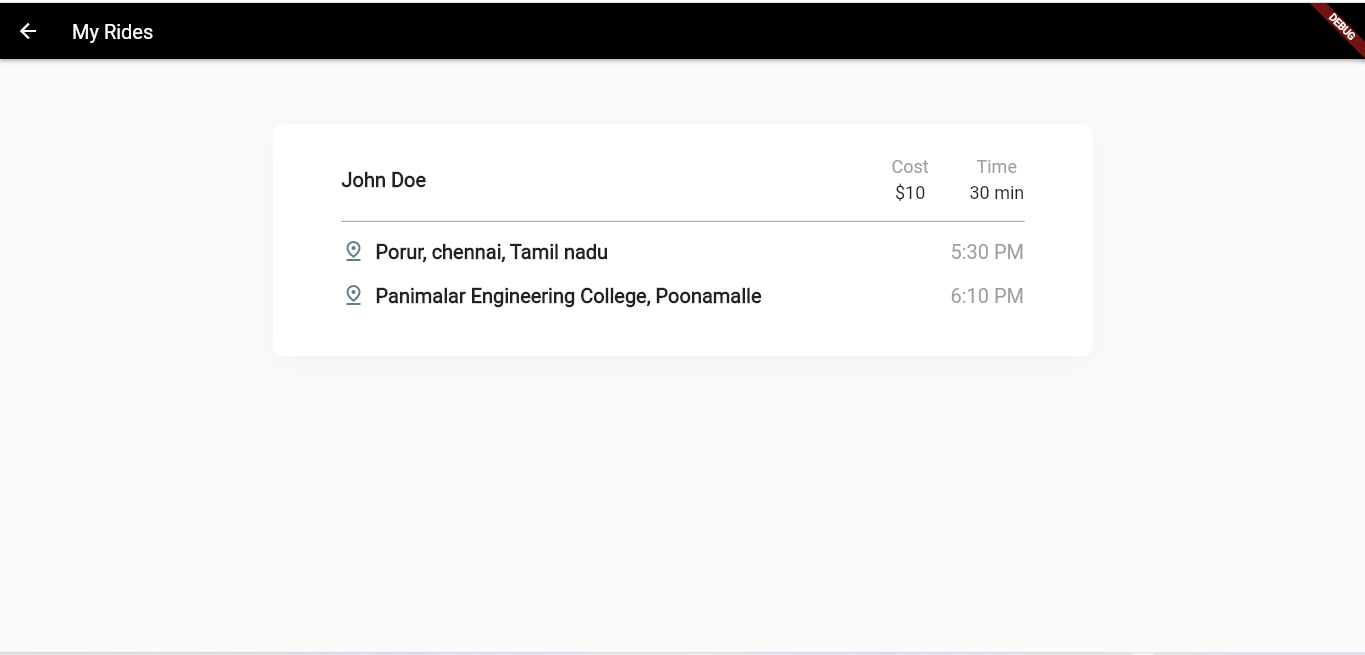 My Rides
DEBUG
John Doe
Cost
Time
$10
30 min
Porur, chennai, Tamil nadu
5:30 PM
Panimalar Engineering College, Poonamalle
6:10 PM